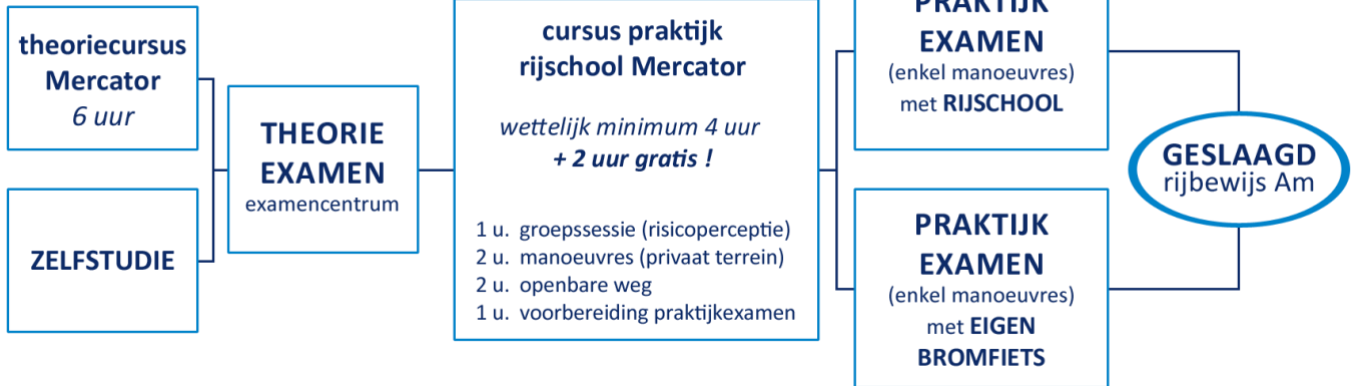 theoriecursus
Mercator
6 uur
ZELFSTUDIE
THEORIE
EXAMEN
examencentrum
cursus praktijk
rijschool Mercator
wettelijk minimum 4 uur
+ 2 uur gratis !
1 u. groepssessie (risicoperceptie)
2 u. manoeuvres (privaat terrein)
2 u. openbare weg
1 u. voorbereiding praktijkexamen
PRAKTIJK
EXAMEN
(enkel manoeuvres)
met RIJSCHOOL
PRAKTIJK
EXAMEN
(enkel manoeuvres)
met EIGEN
BROMFIETS
GESLAAGD
rijbewijs Am